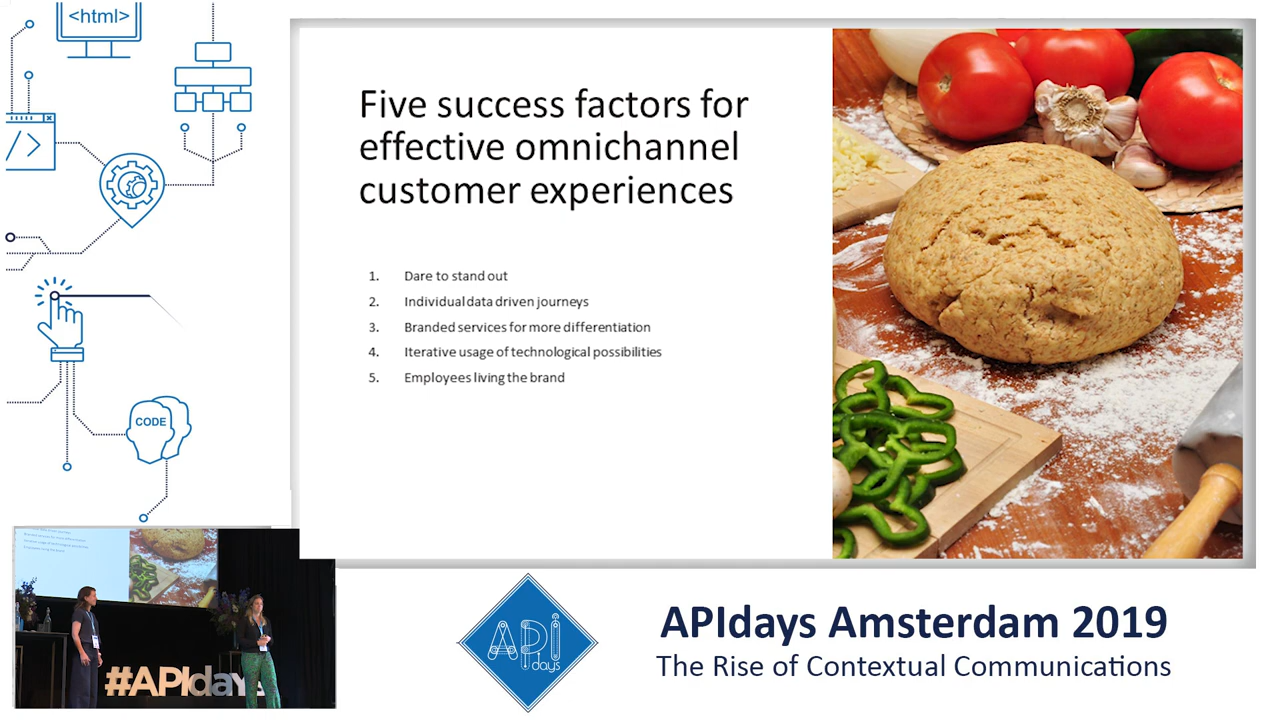 <html>
</>
CODE
Five success factors for
effective omnichannel
customer experiences
1. Dare to stand out
2. Individual data driven journeys
3. Branded services for more differentiation
4. Iterative usage of technological possibilities
5. Employees living the brand
#APIdays
API
days
APIdays Amsterdam 2019
The Rise of Contextual Communications